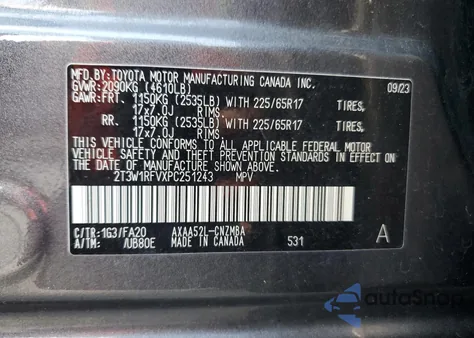 MFD.BY:TOYOTA MOTOR MANUFACTURING CANADA INC.
GVWR:2090KG (4610LB) 09/23
GAWR:FRT. 1150KG (2535LB) WITH 225/65R17 TIRES,
17x7.0J RIMS.
RR. 1150KG (2535LB) WITH 225/65R17 TIRES,
17x7.0J RIMS.
THIS VEHICLE CONFORMS TO ALL APPLICABLE FEDERAL MOTOR
VEHICLE SAFETY AND THEFT PREVENTION STANDARDS IN
EFFECT ON THE DATE OF MANUFACTURE SHOWN ABOVE.
2T3W1RFVXPC251243 MPV
C/TR:1G3/FA20 AXAA52L-CNZMBA
A/TM: /UB80E MADE IN CANADA 531 A
AutoSnap